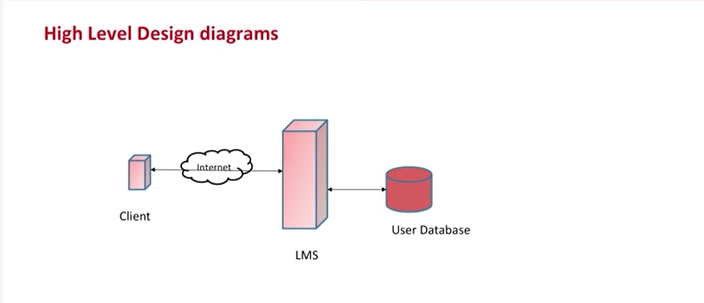 High Level Design diagrams
Internet
Client
User Database
LMS